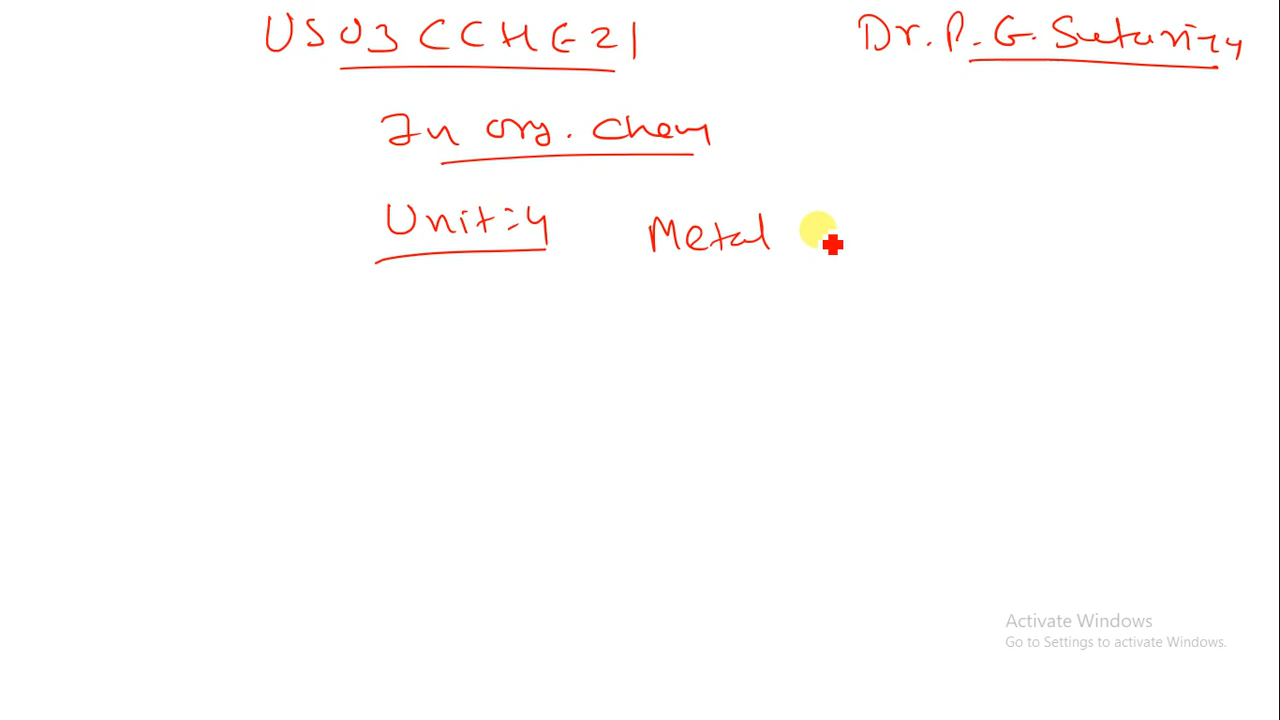 US03CCHE21
Dr. P. G. Sutariya
In org. Chem
Unit:4 Metal
Activate Windows
Go to Settings to activate Windows.